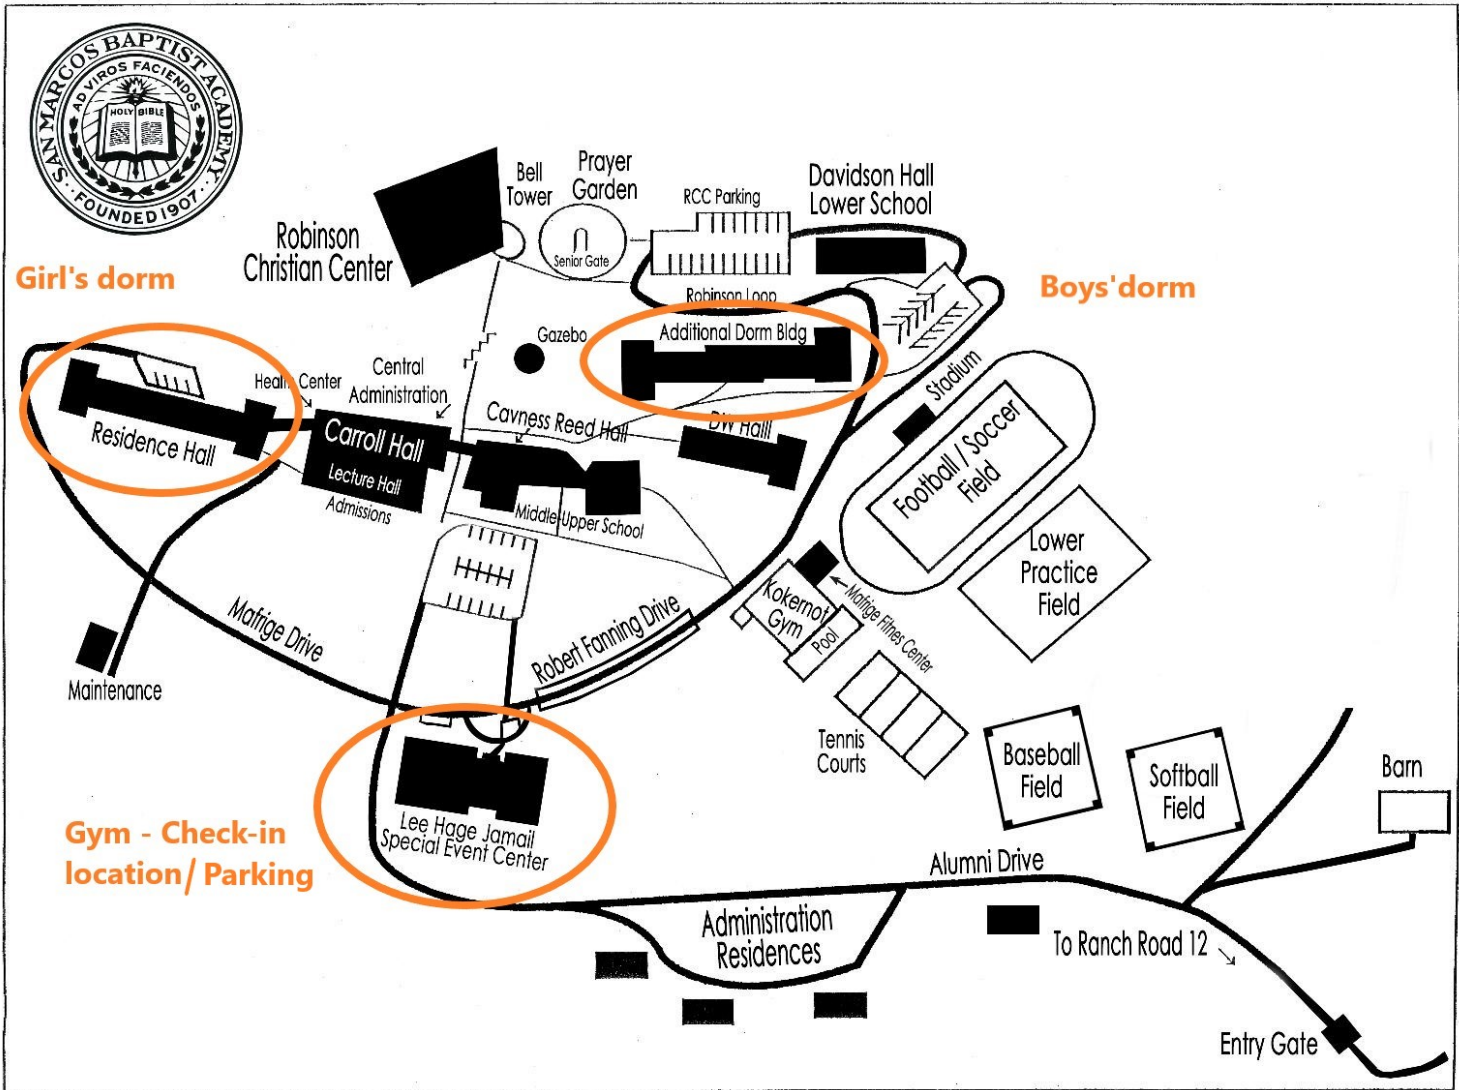 SAN MARCOS BAPTIST ACADEMY
AD VIROS FACIENDOS
HOLY BIBLE
FOUNDED 1907
Bell
Tower
Prayer
Garden
Senior Gate
RCC Parking
Davidson Hall
Lower School
Robinson
Christian Center
Girl's dorm
Boys'dorm
Robinson Loop
Additional Dorm Bldg
Gazebo
Central
Administration
Health Center
Stadium
Cavness Reed Hall
DW Halll
Residence Hall
Carroll Hall
Lecture Hall
Admissions
Middle-Upper School
Football / Soccer
Field
Lower
Practice
Field
Kokernot
Gym
Pool
Mafrige Fitnes Center
Mafrige Drive
Robert Fanning Drive
Maintenance
Tennis
Courts
Baseball
Field
Softball
Field
Barn
Gym - Check-in
location/ Parking
Lee Hage Jamail
Special Event Center
Alumni Drive
Administration
Residences
To Ranch Road 12
Entry Gate